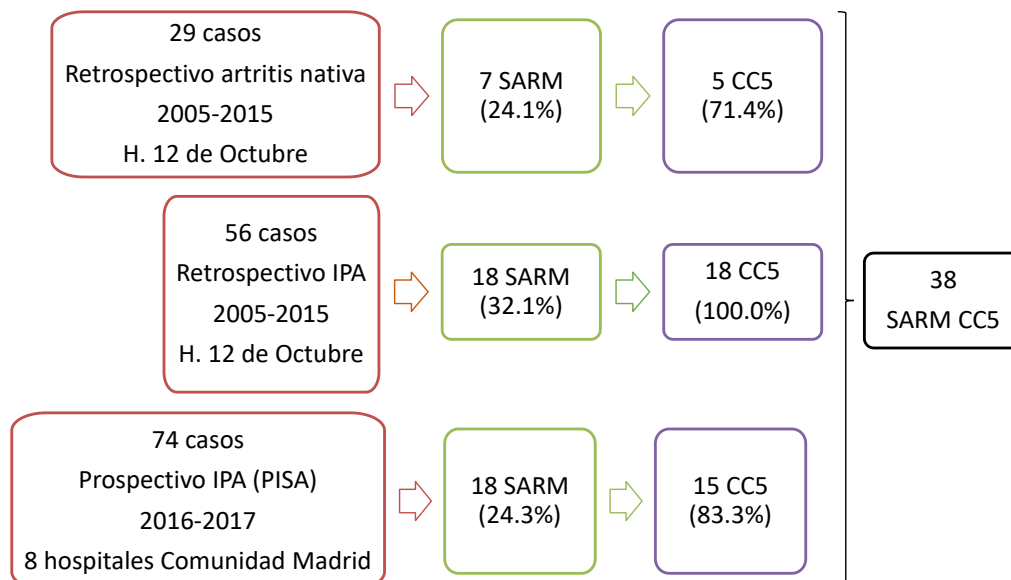 29 casos
Retrospectivo artritis nativa
2005-2015
H. 12 de Octubre
7 SARM
(24.1%)
5 CC5
(71.4%)
56 casos
Retrospectivo IPA
2005-2015
H. 12 de Octubre
18 SARM
(32.1%)
18 CC5
(100.0%)
74 casos
Prospectivo IPA (PISA)
2016-2017
8 hospitales Comunidad Madrid
18 SARM
(24.3%)
15 CC5
(83.3%)
38
SARM CC5